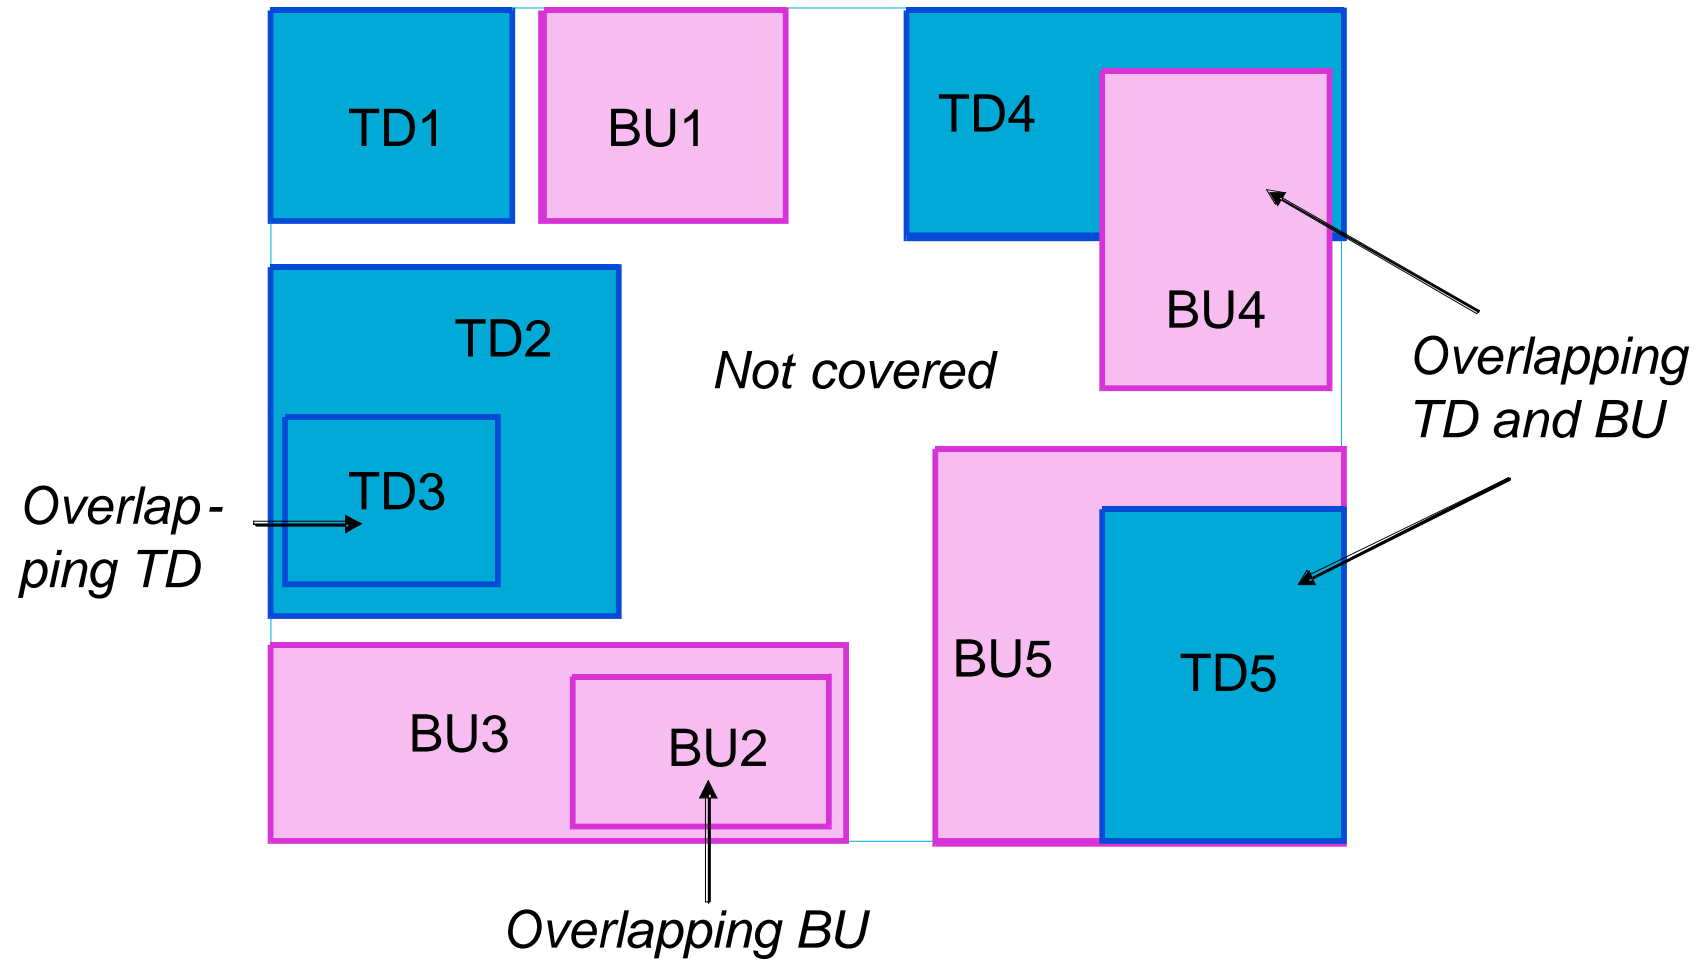 TD1
BU1
TD4
BU4
TD2
Not covered
Overlapping
TD and BU
TD3
Overlap-
ping TD
BU5
TD5
BU3
BU2
Overlapping BU